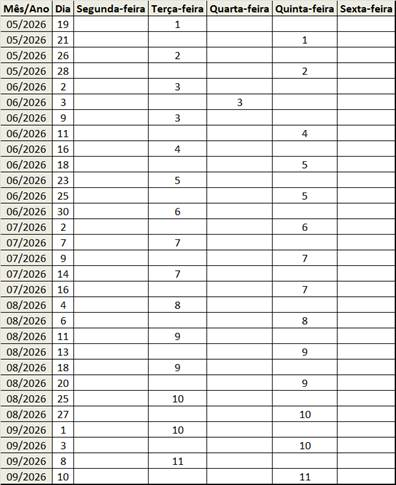 Mês/Ano Dia Segunda-feira Terça-feira Quarta-feira Quinta-feira Sexta-feira
05/2026 19 1
05/2026 21 1
05/2026 26 2
05/2026 28 2
06/2026 2 3
06/2026 3 3
06/2026 9 3
06/2026 11 4
06/2026 16 4
06/2026 18 5
06/2026 23 5
06/2026 25 5
06/2026 30 6
07/2026 2 6
07/2026 7 7
07/2026 9 7
07/2026 14 7
07/2026 16 7
08/2026 4 8
08/2026 6 8
08/2026 11 9
08/2026 13 9
08/2026 18 9
08/2026 20 9
08/2026 25 10
08/2026 27 10
09/2026 1 10
09/2026 3 10
09/2026 8 11
09/2026 10 11